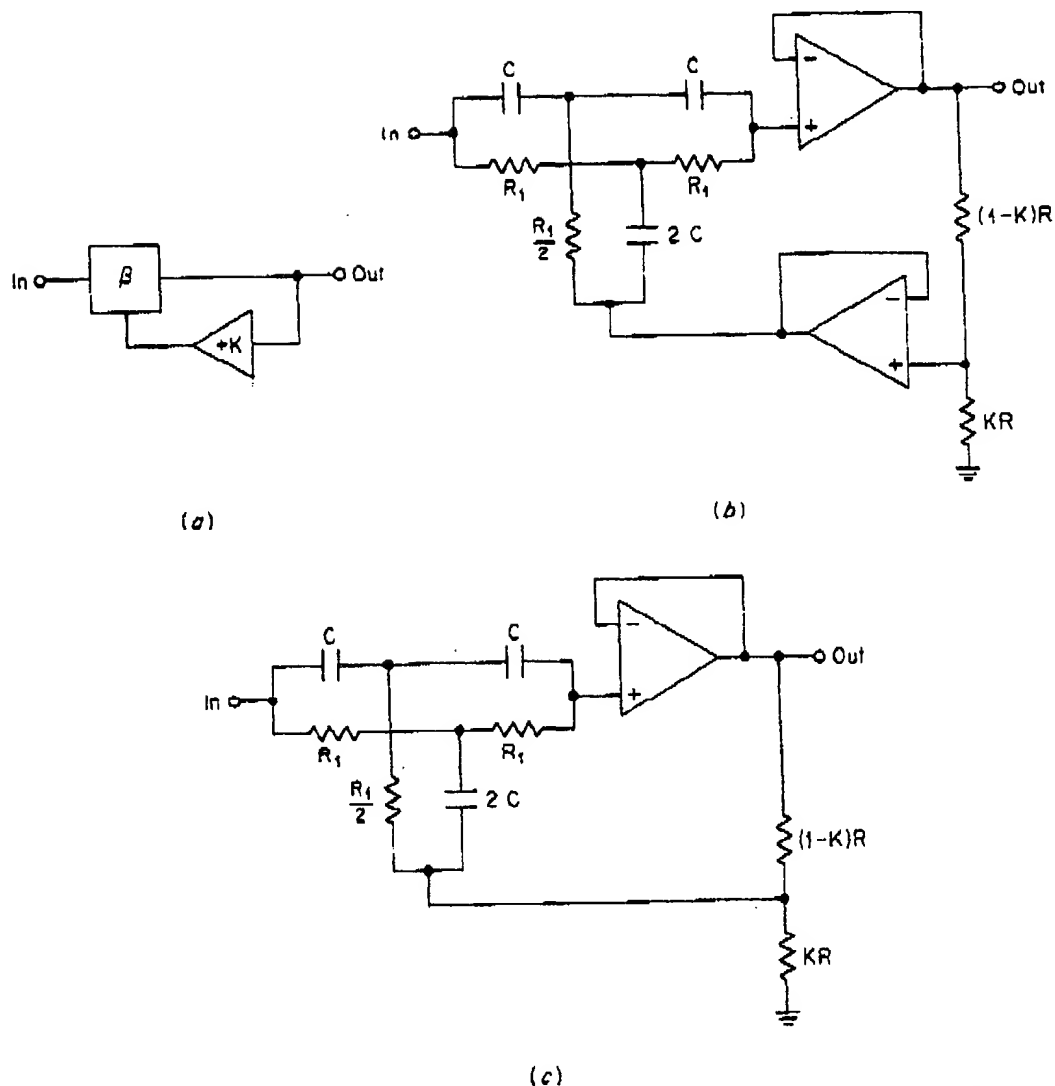 In
β
+K
Out
(a)
In
C
C
R₁
R₁
R₁/2
2 C
-
+
Out
(1-K)R
-
+
KR
(b)
In
C
C
R₁
R₁
R₁/2
2 C
-
+
Out
(1-K)R
KR
(c)